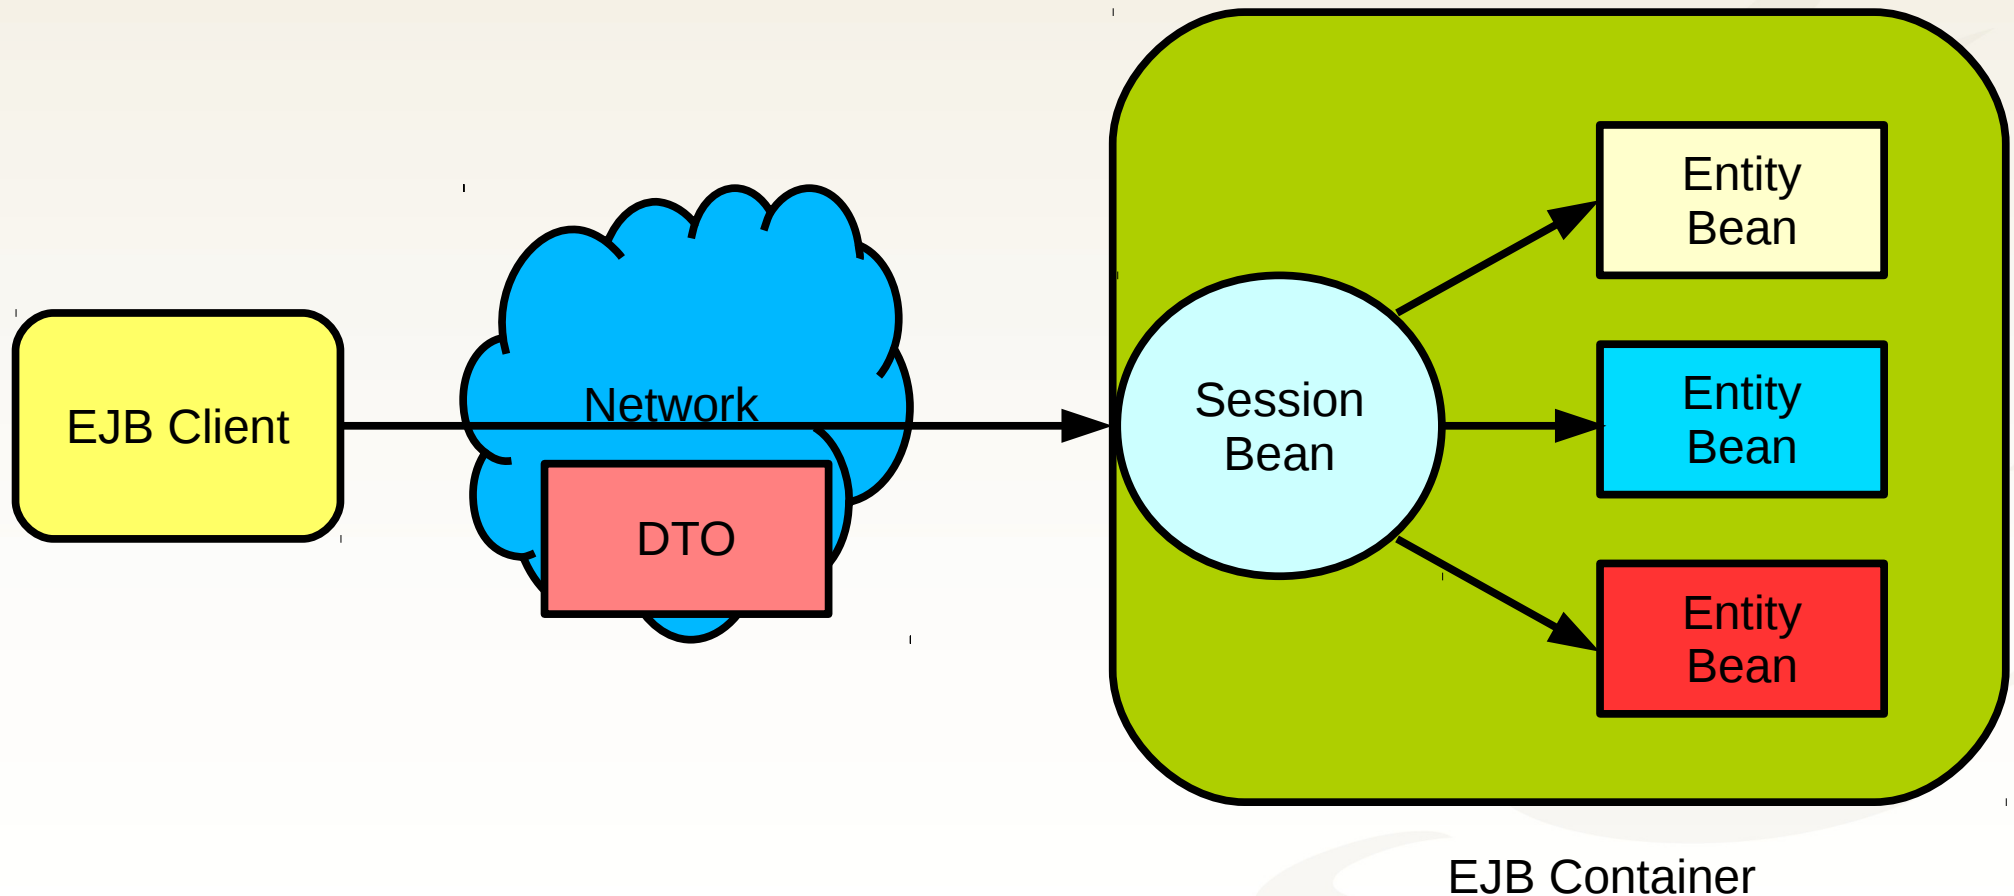 EJB Client
Network
DTO
Session
Bean
Entity
Bean
Entity
Bean
Entity
Bean
EJB Container